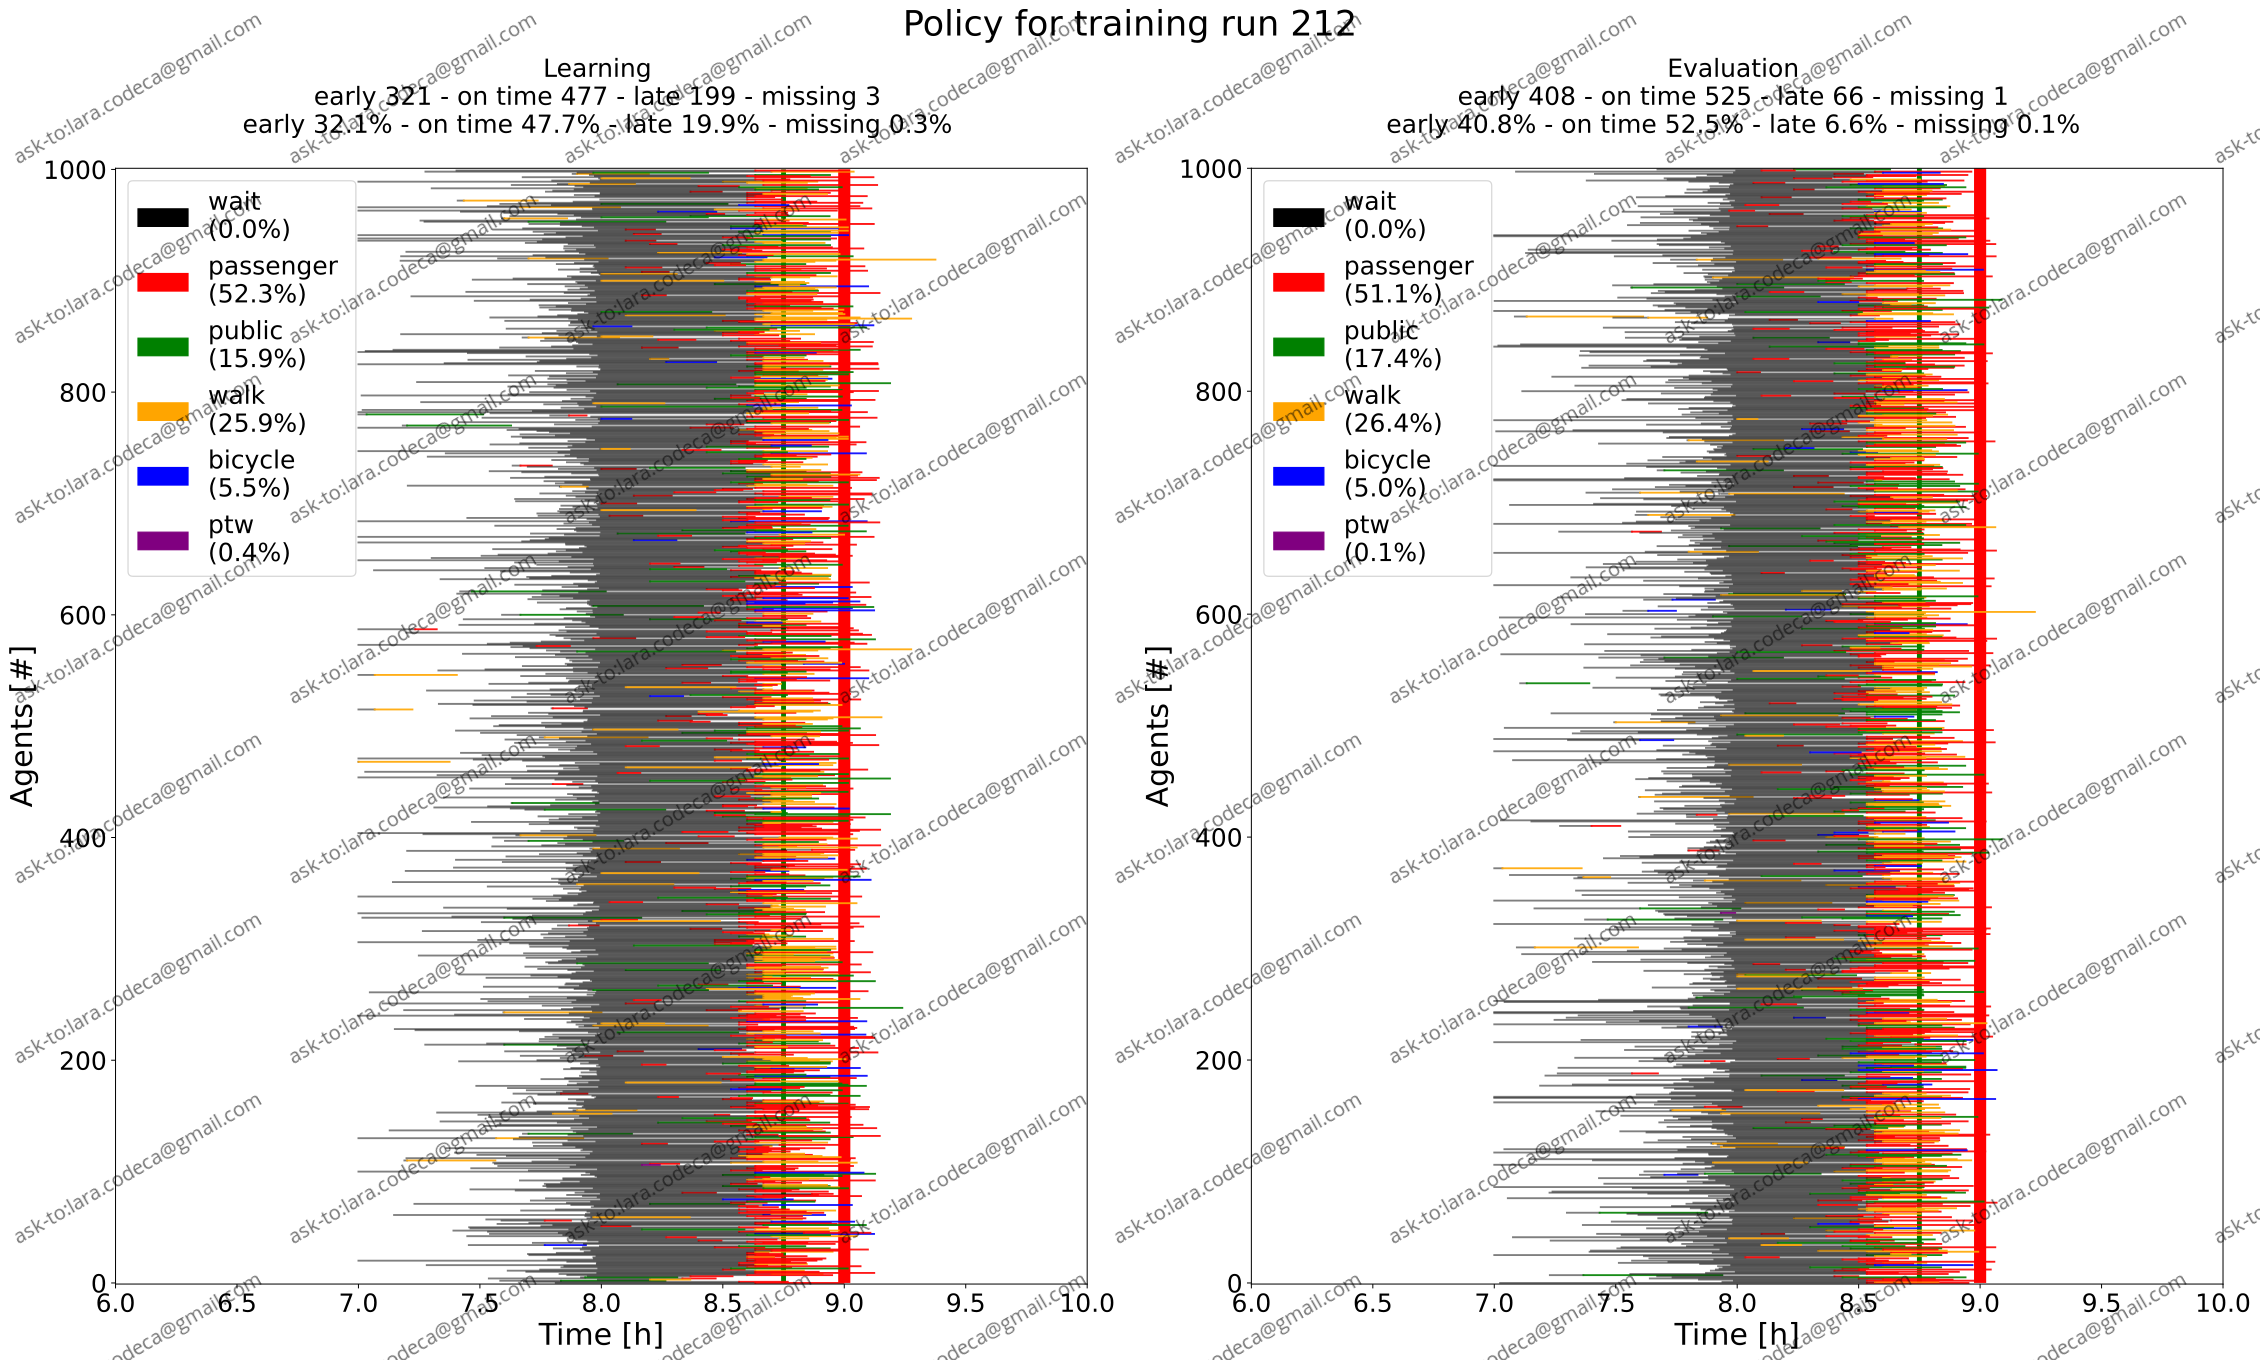 Policy for training run 212
Learning
early 321 - on time 477 - late 199 - missing 3
early 32.1% - on time 47.7% - late 19.9% - missing 0.3%
wait
(0.0%)
passenger
(52.3%)
public
(15.9%)
walk
(25.9%)
bicycle
(5.5%)
ptw
(0.4%)
1000
800
600
400
200
0
Agents [#]
6.0 6.5 7.0 7.5 8.0 8.5 9.0 9.5 10.0
Time [h]
Evaluation
early 408 - on time 525 - late 66 - missing 1
early 40.8% - on time 52.5% - late 6.6% - missing 0.1%
wait
(0.0%)
passenger
(51.1%)
public
(17.4%)
walk
(26.4%)
bicycle
(5.0%)
ptw
(0.1%)
1000
800
600
400
200
0
Agents [#]
6.0 6.5 7.0 7.5 8.0 8.5 9.0 9.5 10.0
Time [h]
ask-to:lara.codeca@gmail.com